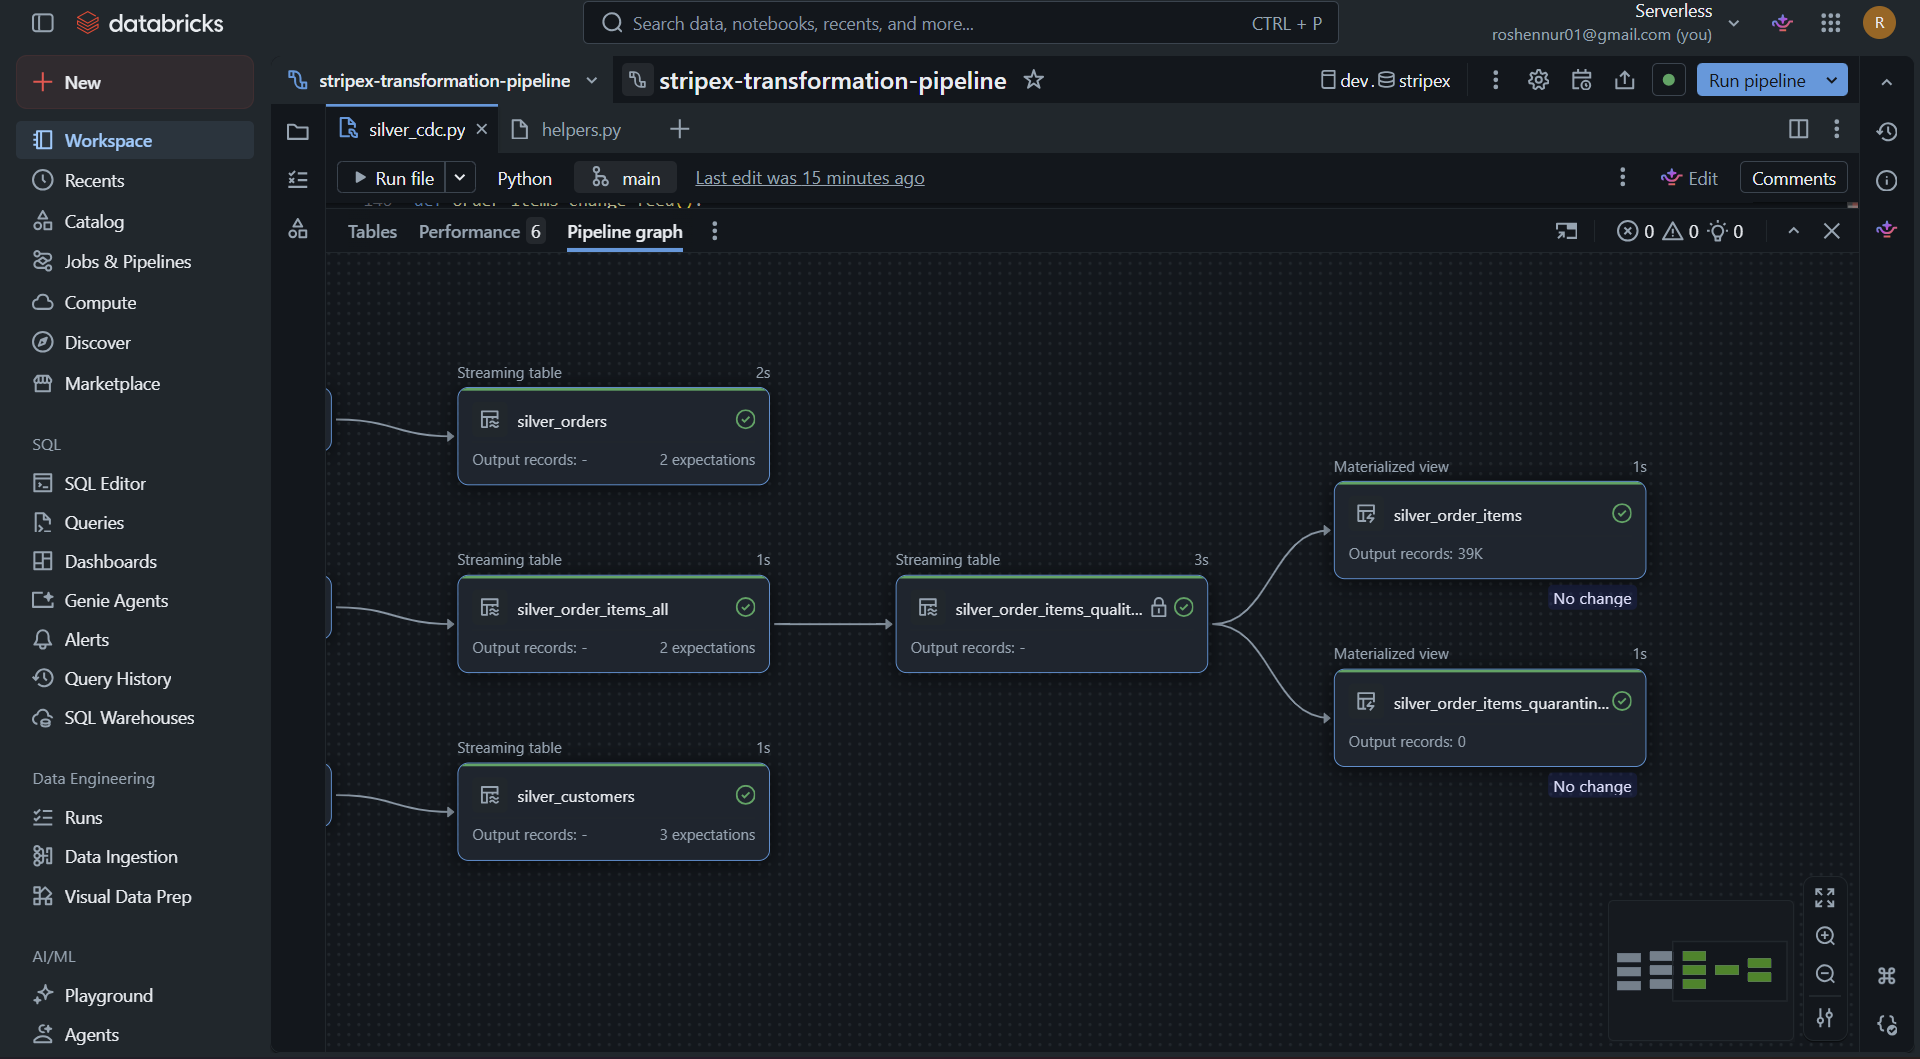 databricks
Search data, notebooks, recents, and more...
CTRL + P
Serverless
roshennur01@gmail.com (you)
R
New
Workspace
Recents
Catalog
Jobs & Pipelines
Compute
Discover
Marketplace
SQL
SQL Editor
Queries
Dashboards
Genie Agents
Alerts
Query History
SQL Warehouses
Data Engineering
Runs
Data Ingestion
Visual Data Prep
AI/ML
Playground
Agents
stripex-transformation-pipeline
stripex-transformation-pipeline
dev.stripex
Run pipeline
silver_cdc.py
helpers.py
Run file
Python
main
Last edit was 15 minutes ago
Edit
Comments
Tables
Performance 6
Pipeline graph
0
0
0
Streaming table 2s
silver_orders
Output records: - 2 expectations
Streaming table 1s
silver_order_items_all
Output records: - 2 expectations
Streaming table 1s
silver_customers
Output records: - 3 expectations
Streaming table 3s
silver_order_items_qualit...
Output records: -
Materialized view 1s
silver_order_items
Output records: 39K
No change
Materialized view 1s
silver_order_items_quarantin...
Output records: 0
No change